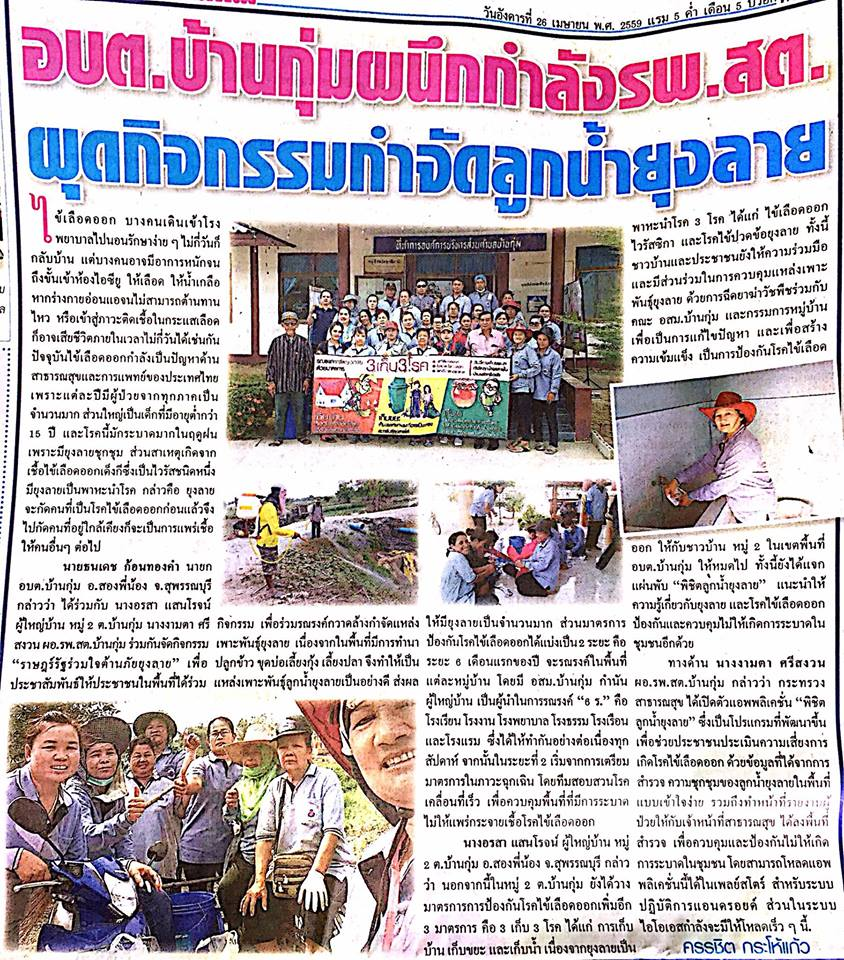 วันอังคารที่ 26 เมษายน พ.ศ. 2559 แรม 5 ค่ำ เดือน 5
อบต.บ้านกุ่มผนึกกำลังรพ.สต.
ผุดกิจกรรมกำจัดลูกน้ำยุงลาย
ไข้เลือดออก บางคนเดินเข้าโรง
พยาบาลไปนอนรักษาง่าย ๆ ไม่กี่วันก็
กลับบ้าน แต่บางคนอาจมีอาการหนักจน
ถึงขั้นเข้าห้องไอซียู ให้เลือด ให้น้ำเกลือ
หากร่างกายอ่อนแอจนไม่สามารถต้านทาน
ไหว หรือเข้าสู่ภาวะติดเชื้อในกระแสเลือด
ก็อาจเสียชีวิตภายในเวลาไม่กี่วันได้เช่นกัน
ปัจจุบันไข้เลือดออกกำลังเป็นปัญหาด้าน
สาธารณสุขและการแพทย์ของประเทศไทย
เพราะแต่ละปีมีผู้ป่วยจากทุกภาคเป็น
จำนวนมาก ส่วนใหญ่เป็นเด็กที่มีอายุต่ำกว่า
15 ปี และโรคนี้มักระบาดมากในฤดูฝน
เพราะมียุงลายชุกชุม ส่วนสาเหตุเกิดจาก
เชื้อไข้เลือดออกเด็งกี่ซึ่งเป็นไวรัสชนิดหนึ่ง
มียุงลายเป็นพาหะนำโรค กล่าวคือ ยุงลาย
จะกัดคนที่เป็นโรคไข้เลือดออกก่อนแล้วจึง
ไปกัดคนที่อยู่ใกล้เคียงก็จะเป็นการแพร่เชื้อ
ให้คนอื่นๆ ต่อไป
นายธนเดช ก้อนทองคำ นายก
อบต.บ้านกุ่ม อ.สองพี่น้อง จ.สุพรรณบุรี
กล่าวว่า ได้ร่วมกับ นางอรสา แสนโรจน์
ผู้ใหญ่บ้าน หมู่ 2 ต.บ้านกุ่ม นางงามตา ศรี
สงวน ผอ.รพ.สต.บ้านกุ่ม ร่วมกันจัดกิจกรรม
“ราษฎร์รัฐร่วมใจต้านภัยยุงลาย” เพื่อ
ประชาสัมพันธ์ให้ประชาชนในพื้นที่ได้ร่วม
ที่ทำการองค์การบริหารส่วนตำบลบ้านกุ่ม
3เก็บ3โรค
เก็บขยะ
กิจกรรม เพื่อร่วมรณรงค์กวาดล้างกำจัดแหล่ง
เพาะพันธุ์ยุงลาย เนื่องจากในพื้นที่มีการทำนา
ปลูกข้าว ขุดบ่อเลี้ยงกุ้ง เลี้ยงปลา จึงทำให้เป็น
แหล่งเพาะพันธุ์ลูกน้ำยุงลายเป็นอย่างดี ส่งผล
ให้มียุงลายเป็นจำนวนมาก ส่วนมาตรการ
ป้องกันโรคไข้เลือดออกได้แบ่งเป็น 2 ระยะ คือ
ระยะ 6 เดือนแรกของปี จะรณรงค์ในพื้นที่
แต่ละหมู่บ้าน โดยมี อสม.บ้านกุ่ม กำนัน
ผู้ใหญ่บ้าน เป็นผู้นำในการรณรงค์ “6 ร.” คือ
โรงเรียน โรงงาน โรงพยาบาล โรงธรรม โรงเรือน
และโรงแรม ซึ่งได้ให้ทำกันอย่างต่อเนื่องทุก
สัปดาห์ จากนั้นในระยะที่ 2 เริ่มจากการเตรียม
มาตรการในภาวะฉุกเฉิน โดยทีมสอบสวนโรค
เคลื่อนที่เร็ว เพื่อควบคุมพื้นที่ที่มีการระบาด
ไม่ให้แพร่กระจายเชื้อโรคไข้เลือดออก
นางอรสา แสนโรจน์ ผู้ใหญ่บ้าน หมู่
2 ต.บ้านกุ่ม อ.สองพี่น้อง จ.สุพรรณบุรี กล่าว
ว่า นอกจากนี้ในหมู่ 2 ต.บ้านกุ่ม ยังได้วาง
มาตรการการป้องกันโรคไข้เลือดออกเพิ่มอีก
3 มาตรการ คือ 3 เก็บ 3 โรค ได้แก่ การเก็บ
บ้าน เก็บขยะ และเก็บน้ำ เนื่องจากยุงลายเป็น
พาหะนำโรค 3 โรค ได้แก่ ไข้เลือดออก
ไวรัสซิกา และโรคไข้ปวดข้อยุงลาย ทั้งนี้
ชาวบ้านและประชาชนยังให้ความร่วมมือ
และมีส่วนร่วมในการควบคุมแหล่งเพาะ
พันธุ์ยุงลาย ด้วยการฉีดยาฆ่าวัชพืชร่วมกับ
คณะ อสม.บ้านกุ่ม และกรรมการหมู่บ้าน
เพื่อเป็นการแก้ไขปัญหา และเพื่อสร้าง
ความเข้มแข็ง เป็นการป้องกันโรคไข้เลือด
ออก ให้กับชาวบ้าน หมู่ 2 ในเขตพื้นที่
อบต.บ้านกุ่ม ให้หมดไป ทั้งนี้ยังได้แจก
แผ่นพับ “พิชิตลูกน้ำยุงลาย” แนะนำให้
ความรู้เกี่ยวกับยุงลาย และโรคไข้เลือดออก
ป้องกันและควบคุมไม่ให้เกิดการระบาดใน
ชุมชนอีกด้วย
ทางด้าน นางงามตา ศรีสงวน
ผอ.รพ.สต.บ้านกุ่ม กล่าวว่า กระทรวง
สาธารณสุข ได้เปิดตัวแอพพลิเคชั่น “พิชิต
ลูกน้ำยุงลาย” ซึ่งเป็นโปรแกรมที่พัฒนาขึ้น
เพื่อช่วยประชาชนประเมินความเสี่ยงการ
เกิดโรคไข้เลือดออก ด้วยข้อมูลที่ได้จากการ
สำรวจ ความชุกชุมของลูกน้ำยุงลายในพื้นที่
แบบเข้าใจง่าย รวมถึงทำหน้าที่รายงานผู้
ป่วยให้กับเจ้าหน้าที่สาธารณสุข ได้ลงพื้นที่
สำรวจ เพื่อควบคุมและป้องกันไม่ให้เกิด
การระบาดในชุมชน โดยสามารถโหลดแอพ
พลิเคชั่นนี้ได้ในเพลย์สโตร์ สำหรับระบบ
ปฏิบัติการแอนดรอยด์ ส่วนในระบบ
ไอโอเอสกำลังจะมีให้โหลดเร็ว ๆ นี้.
ครรชิต กระโห้แก้ว